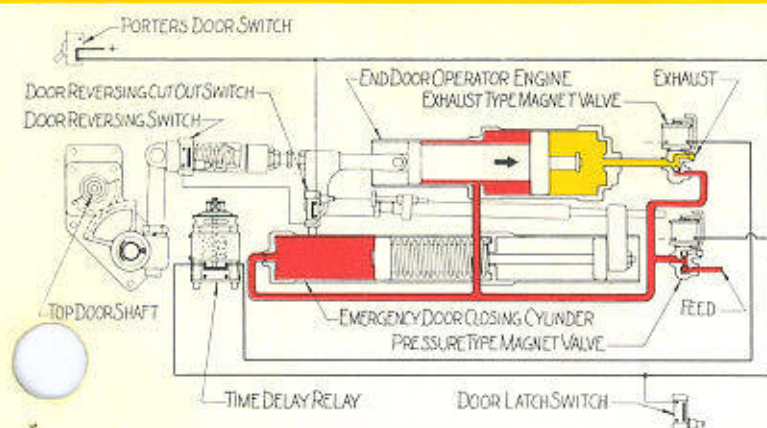 PORTERS DOOR SWITCH
+
DOOR REVERSING CUT OUT SWITCH
DOOR REVERSING SWITCH
END DOOR OPERATOR ENGINE
EXHAUST TYPE MAGNET VALVE
EXHAUST
TOP DOOR SHAFT
EMERGENCY DOOR CLOSING CYLINDER
PRESSURE TYPE MAGNET VALVE
FEED
TIME DELAY RELAY
DOOR LATCH SWITCH